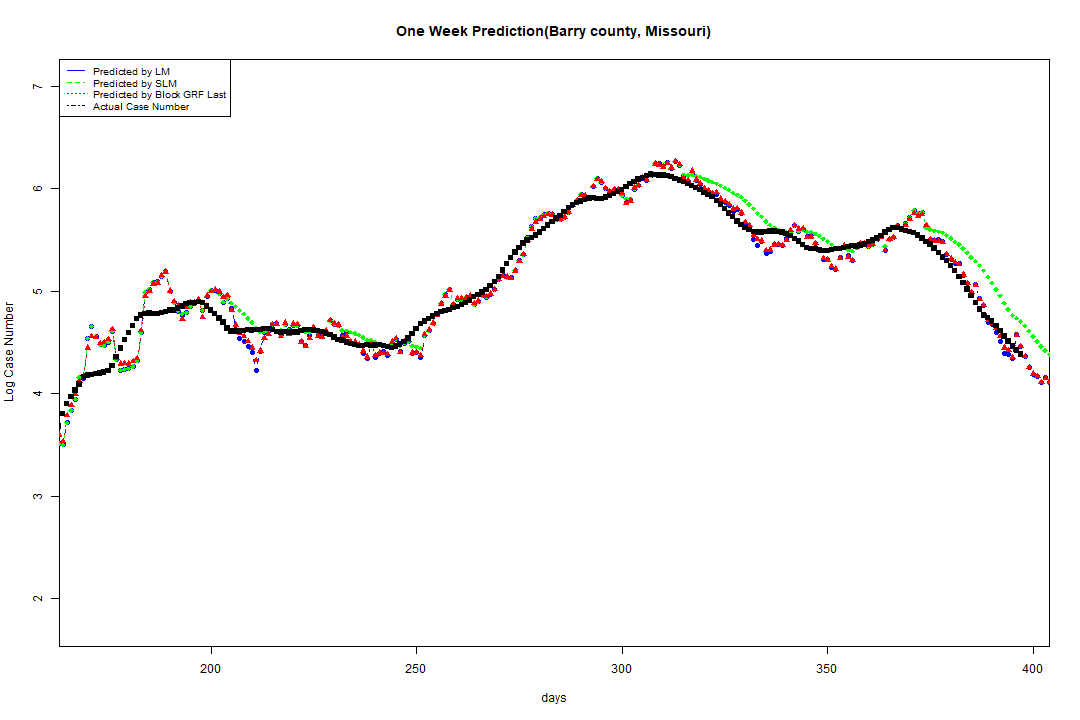 One Week Prediction(Barry county, Missouri)
Predicted by LM
Predicted by SLM
Predicted by Block GRF Last
Actual Case Number
Log Case Number
7
6
5
4
3
2
200 250 300 350 400
days